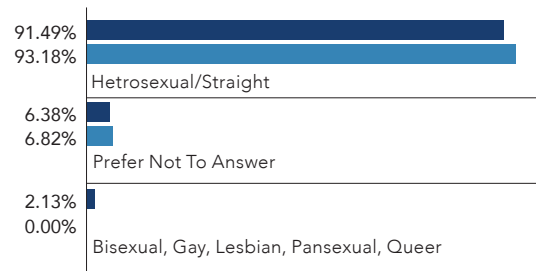 91.49%
93.18%
Hetrosexual/Straight
6.38%
6.82%
Prefer Not To Answer
2.13%
0.00%
Bisexual, Gay, Lesbian, Pansexual, Queer